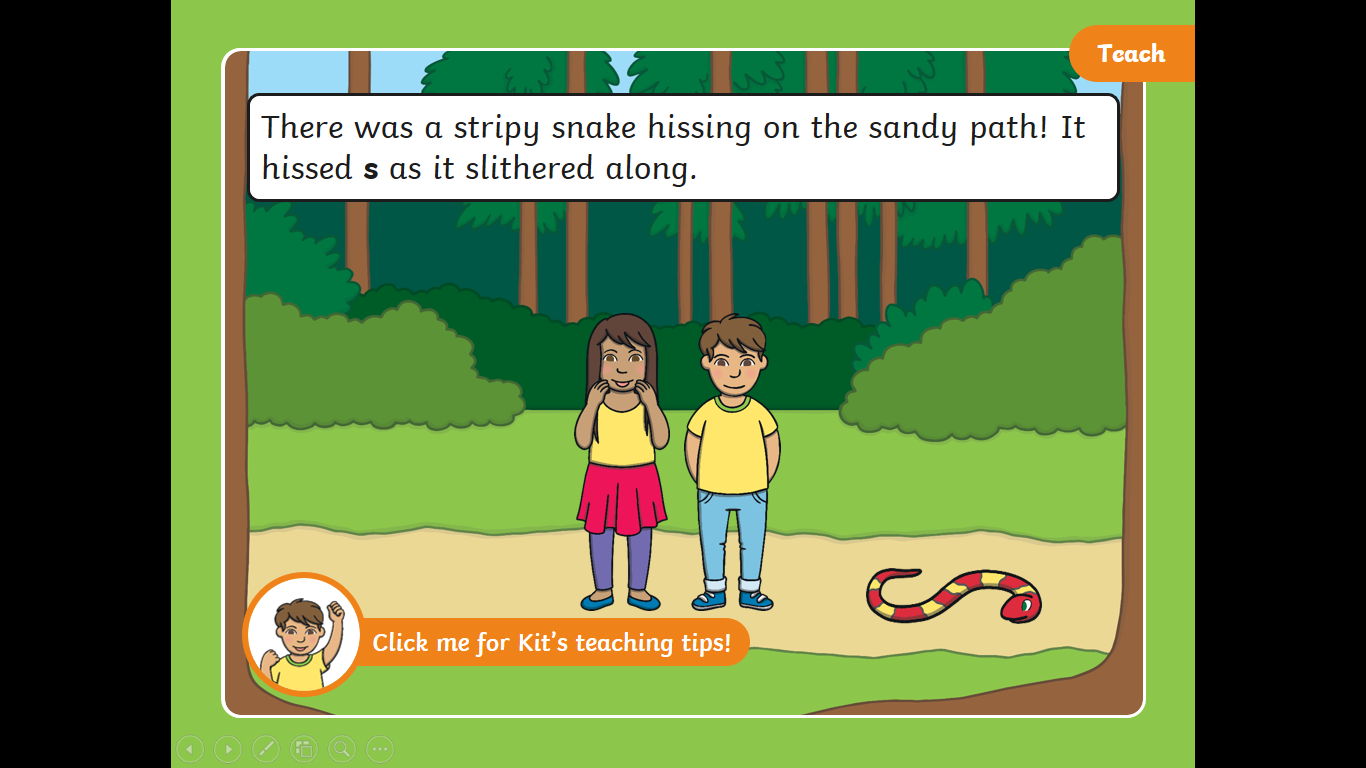 Teach
There was a stripy snake hissing on the sandy path! It
hissed s as it slithered along.
Click me for Kit's teaching tips!